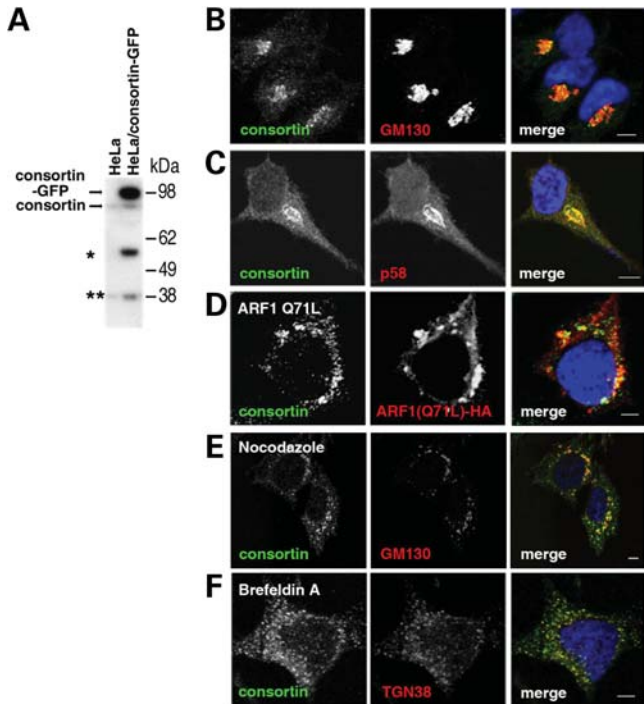 A
HeLa
HeLa/consortin-GFP
kDa
consortin
-GFP
consortin
98
62
*
49
**
38
B
consortin
GM130
merge
C
consortin
p58
merge
D
ARF1 Q71L
consortin
ARF1(Q71L)-HA
merge
E
Nocodazole
consortin
GM130
merge
F
Brefeldin A
consortin
TGN38
merge